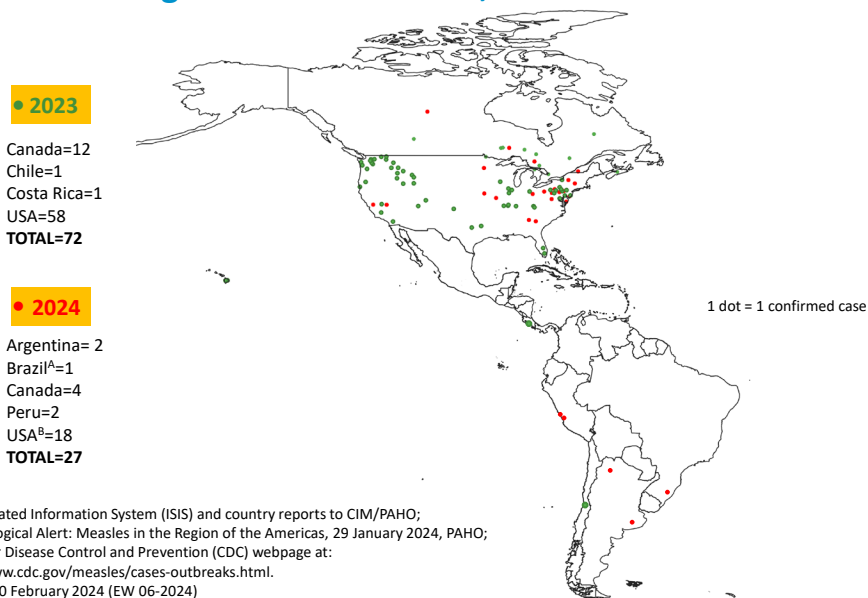 • 2023
Canada=12
Chile=1
Costa Rica=1
USA=58
TOTAL=72
• 2024
Argentina= 2
Brazilᴬ=1
Canada=4
Peru=2
USAᴮ=18
TOTAL=27
1 dot = 1 confirmed case
ated Information System (ISIS) and country reports to CIM/PAHO;
ogical Alert: Measles in the Region of the Americas, 29 January 2024, PAHO;
r Disease Control and Prevention (CDC) webpage at:
ww.cdc.gov/measles/cases-outbreaks.html.
0 February 2024 (EW 06-2024)